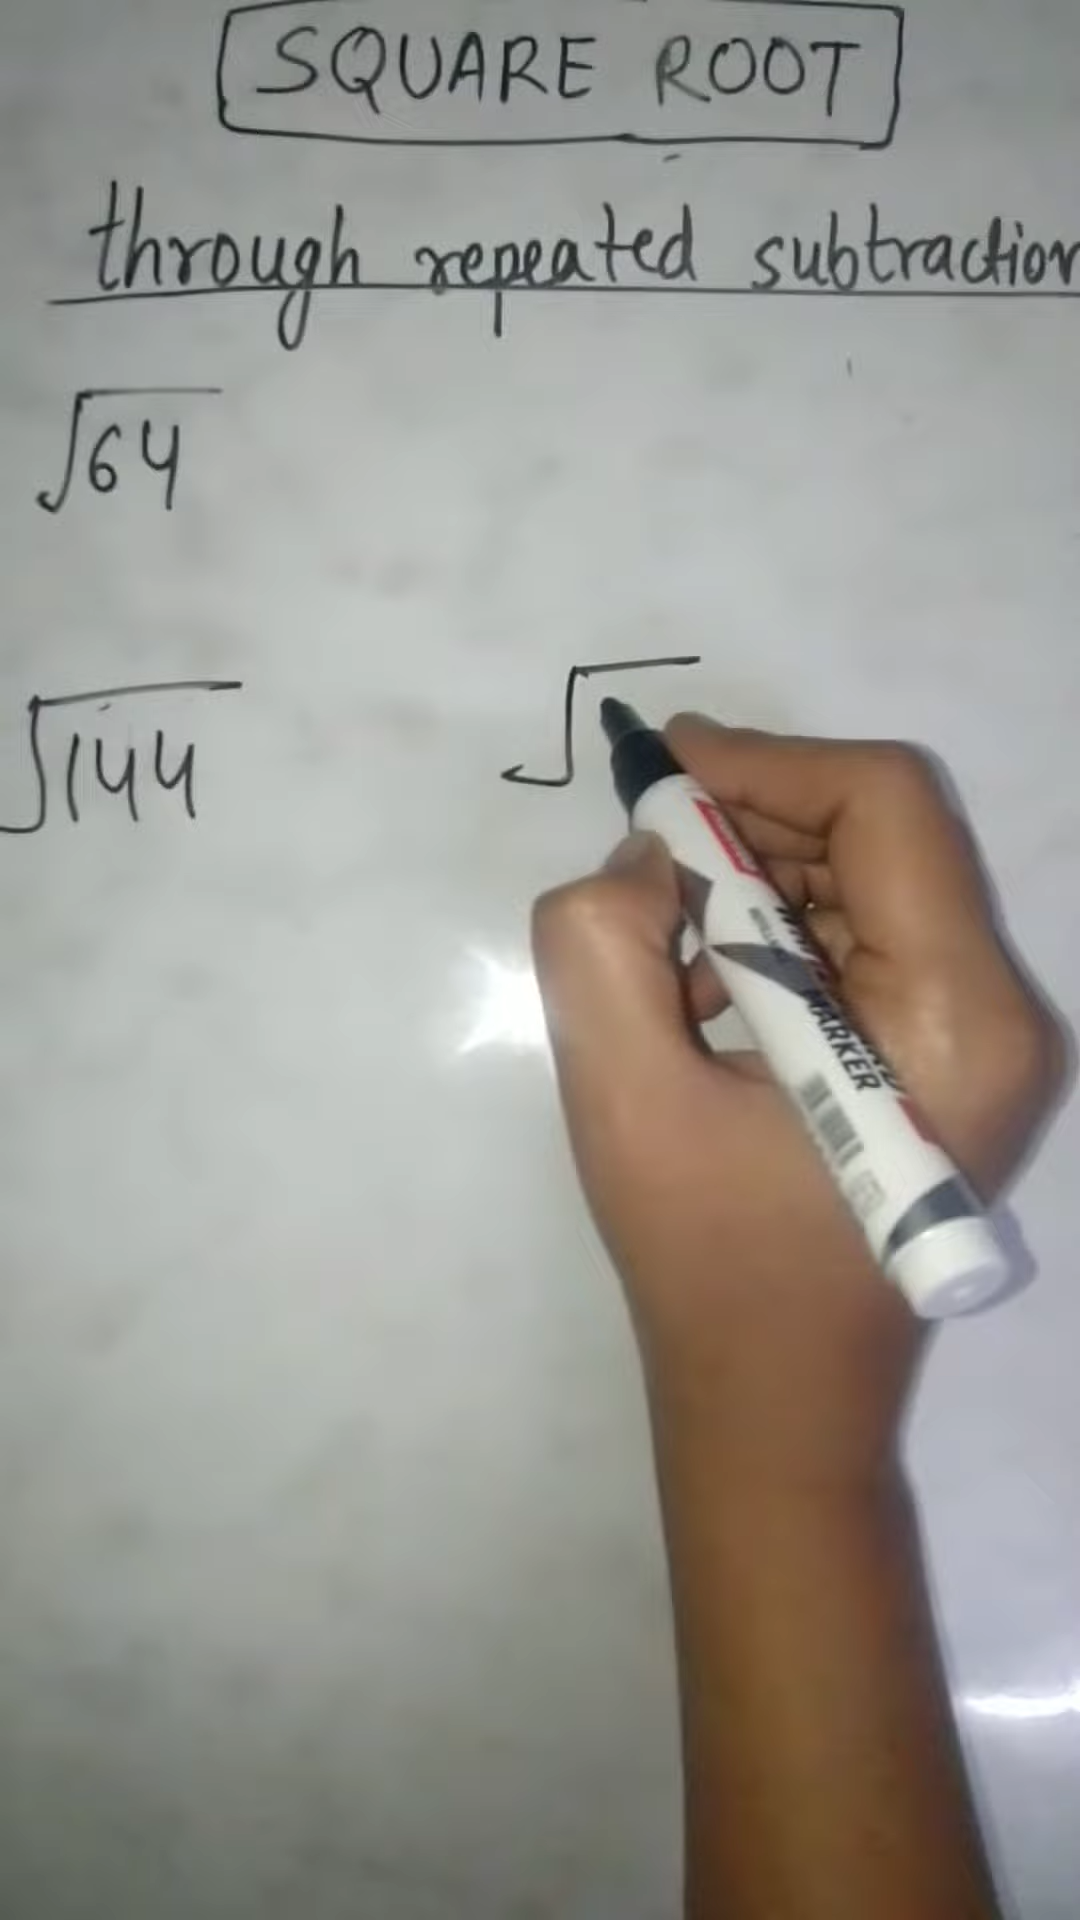 SQUARE ROOT
through repeated subtraction
√64
√144 √
MARKER